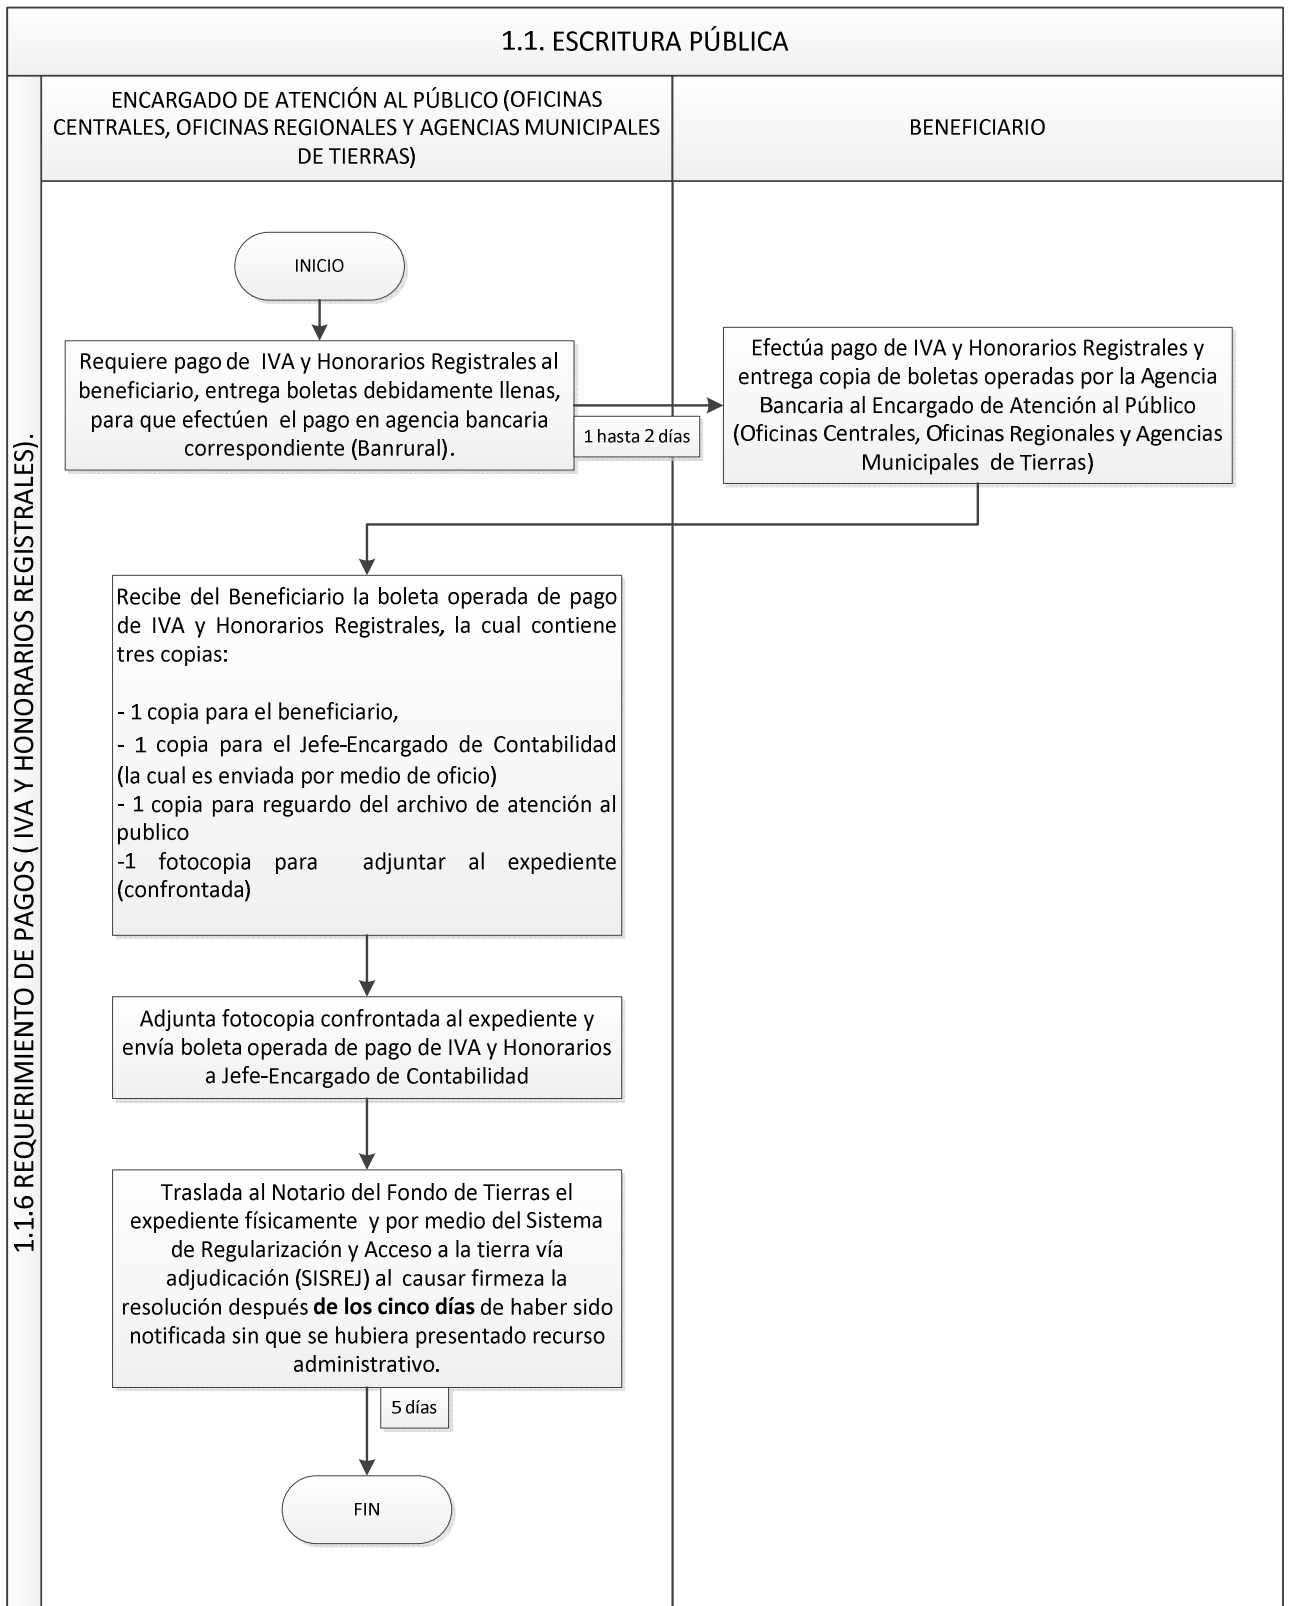 1.1. ESCRITURA PÚBLICA
1.1.6 REQUERIMIENTO DE PAGOS ( IVA Y HONORARIOS REGISTRALES).
ENCARGADO DE ATENCIÓN AL PÚBLICO (OFICINAS
CENTRALES, OFICINAS REGIONALES Y AGENCIAS MUNICIPALES
DE TIERRAS)
BENEFICIARIO
INICIO
Requiere pago de IVA y Honorarios Registrales al
beneficiario, entrega boletas debidamente llenas,
para que efectúen el pago en agencia bancaria
correspondiente (Banrural).
1 hasta 2 días
Efectúa pago de IVA y Honorarios Registrales y
entrega copia de boletas operadas por la Agencia
Bancaria al Encargado de Atención al Público
(Oficinas Centrales, Oficinas Regionales y Agencias
Municipales de Tierras)
Recibe del Beneficiario la boleta operada de pago
de IVA y Honorarios Registrales, la cual contiene
tres copias:
- 1 copia para el beneficiario,
- 1 copia para el Jefe-Encargado de Contabilidad
(la cual es enviada por medio de oficio)
- 1 copia para reguardo del archivo de atención al
publico
-1 fotocopia para adjuntar al expediente
(confrontada)
Adjunta fotocopia confrontada al expediente y
envía boleta operada de pago de IVA y Honorarios
a Jefe-Encargado de Contabilidad
Traslada al Notario del Fondo de Tierras el
expediente físicamente y por medio del Sistema
de Regularización y Acceso a la tierra vía
adjudicación (SISREJ) al causar firmeza la
resolución después de los cinco días de haber sido
notificada sin que se hubiera presentado recurso
administrativo.
5 días
FIN